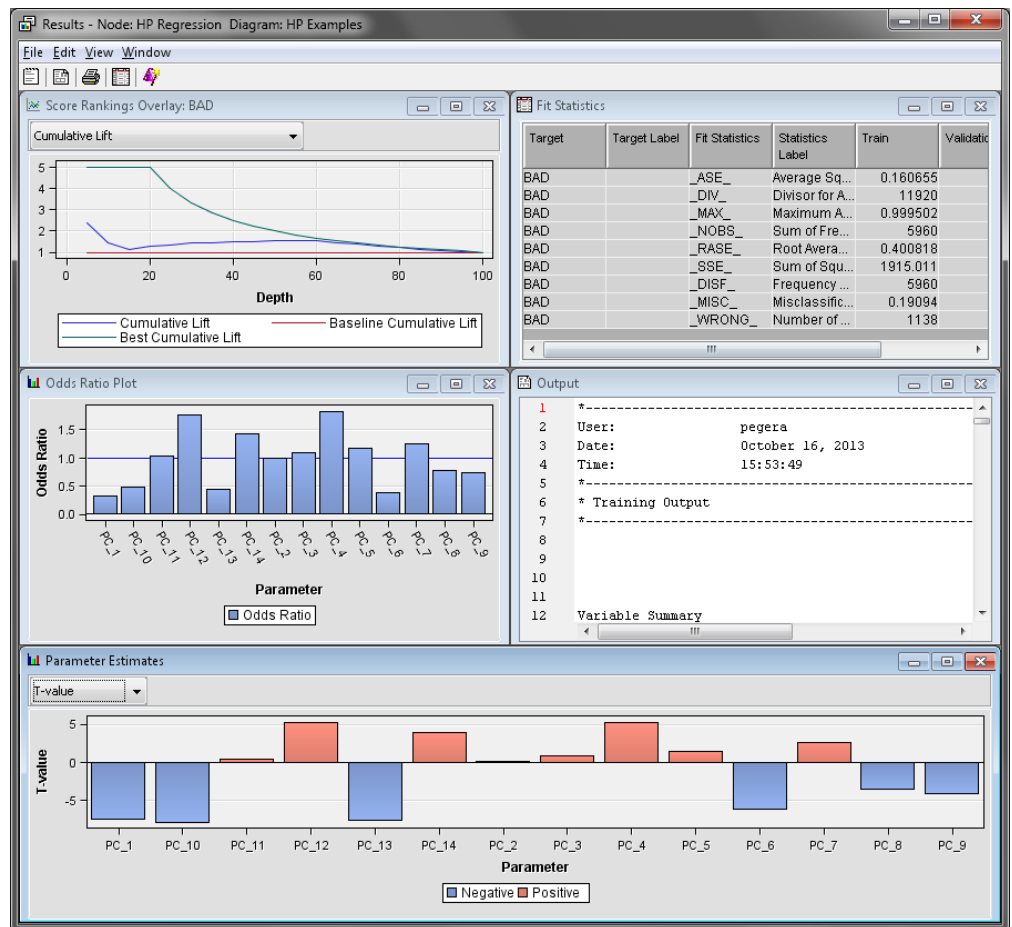 Results - Node: HP Regression Diagram: HP Examples
File Edit View Window
Score Rankings Overlay: BAD
Cumulative Lift
5
4
3
2
1
0 20 40 60 80 100
Depth
Cumulative Lift Baseline Cumulative Lift
Best Cumulative Lift
Fit Statistics
Target Target Label Fit Statistics Statistics Label Train Validatic
BAD _ASE_ Average Sq... 0.160655
BAD _DIV_ Divisor for A... 11920
BAD _MAX_ Maximum A... 0.999502
BAD _NOBS_ Sum of Fre... 5960
BAD _RASE_ Root Avera... 0.400818
BAD _SSE_ Sum of Squ... 1915.011
BAD _DISF_ Frequency ... 5960
BAD _MISC_ Misclassific... 0.19094
BAD _WRONG_ Number of ... 1138
Odds Ratio Plot
Odds Ratio
1.5
1.0
0.5
0.0
PC_1 PC_10 PC_11 PC_12 PC_13 PC_14 PC_2 PC_3 PC_4 PC_5 PC_6 PC_7 PC_8 PC_9
Parameter
Odds Ratio
Output
1 *--------------------------------------------------
2 User: pegera
3 Date: October 16, 2013
4 Time: 15:53:49
5 *--------------------------------------------------
6 * Training Output
7 *--------------------------------------------------
8
9
10
11
12 Variable Summary
Parameter Estimates
T-value
T-value
5
0
-5
PC_1 PC_10 PC_11 PC_12 PC_13 PC_14 PC_2 PC_3 PC_4 PC_5 PC_6 PC_7 PC_8 PC_9
Parameter
Negative Positive